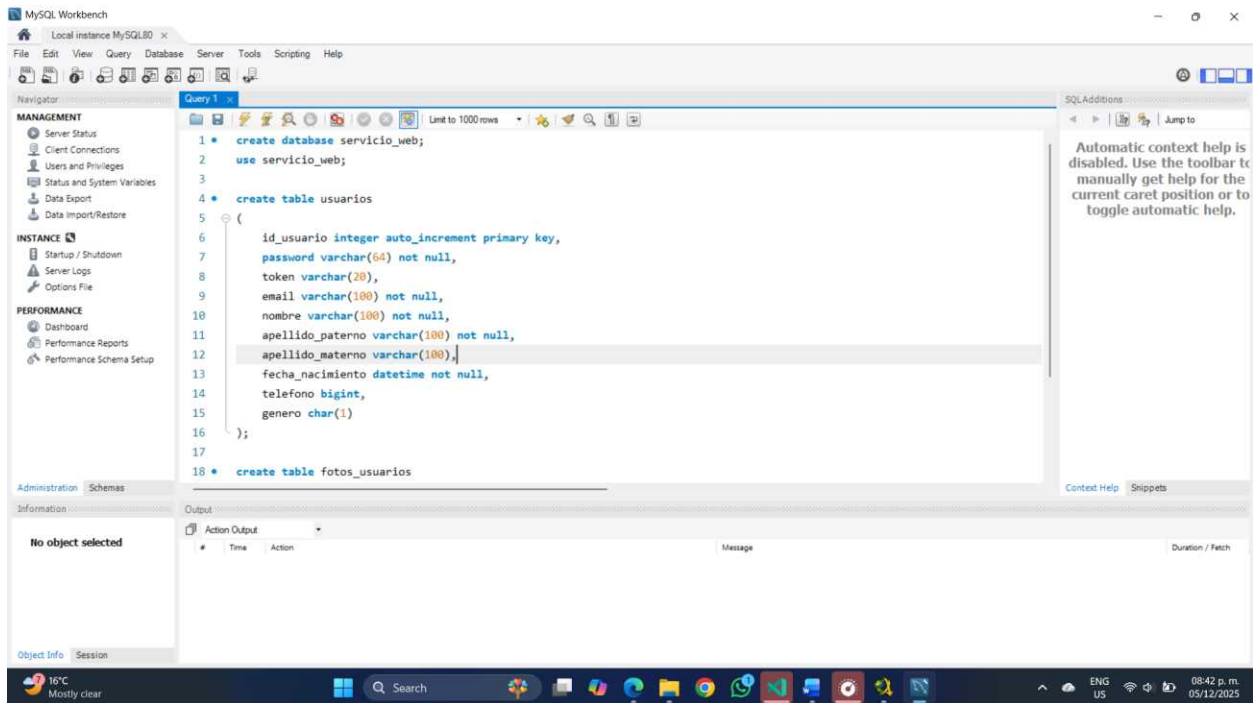 MySQL Workbench
Local instance MySQL80 ×
File Edit View Query Database Server Tools Scripting Help
Navigator
MANAGEMENT
Server Status
Client Connections
Users and Privileges
Status and System Variables
Data Export
Data Import/Restore
INSTANCE
Startup / Shutdown
Server Logs
Options File
PERFORMANCE
Dashboard
Performance Reports
Performance Schema Setup
Administration Schemas
Information
No object selected
Object Info Session
Query 1 ×
Limit to 1000 rows
1 create database servicio_web;
2 use servicio_web;
3
4 create table usuarios
5 (
6 id_usuario integer auto_increment primary key,
7 password varchar(64) not null,
8 token varchar(20),
9 email varchar(100) not null,
10 nombre varchar(100) not null,
11 apellido_paterno varchar(100) not null,
12 apellido_materno varchar(100),
13 fecha_nacimiento datetime not null,
14 telefono bigint,
15 genero char(1)
16 );
17
18 create table fotos_usuarios
Output
Action Output
# Time Action Message Duration / Fetch
SQLAdditions
Jump to
Automatic context help is
disabled. Use the toolbar to
manually get help for the
current caret position or to
toggle automatic help.
Context Help Snippets
7 16°C
Mostly clear
Search
ENG
US
08:42 p. m.
05/12/2025